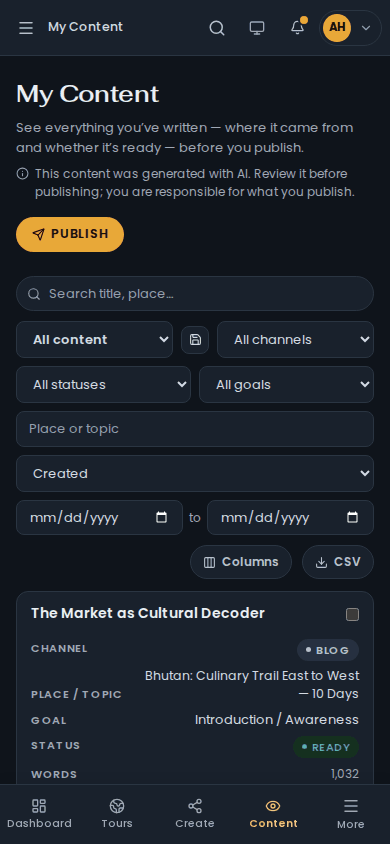 My Content
AH
My Content
See everything you've written — where it came from
and whether it's ready — before you publish.
This content was generated with AI. Review it before
publishing; you are responsible for what you publish.
PUBLISH
Search title, place…
All content
All channels
All statuses
All goals
Place or topic
Created
mm/dd/yyyy to mm/dd/yyyy
Columns
CSV
The Market as Cultural Decoder
CHANNEL
BLOG
Bhutan: Culinary Trail East to West
PLACE / TOPIC — 10 Days
GOAL Introduction / Awareness
STATUS READY
WORDS 1,032
Dashboard Tours Create Content More